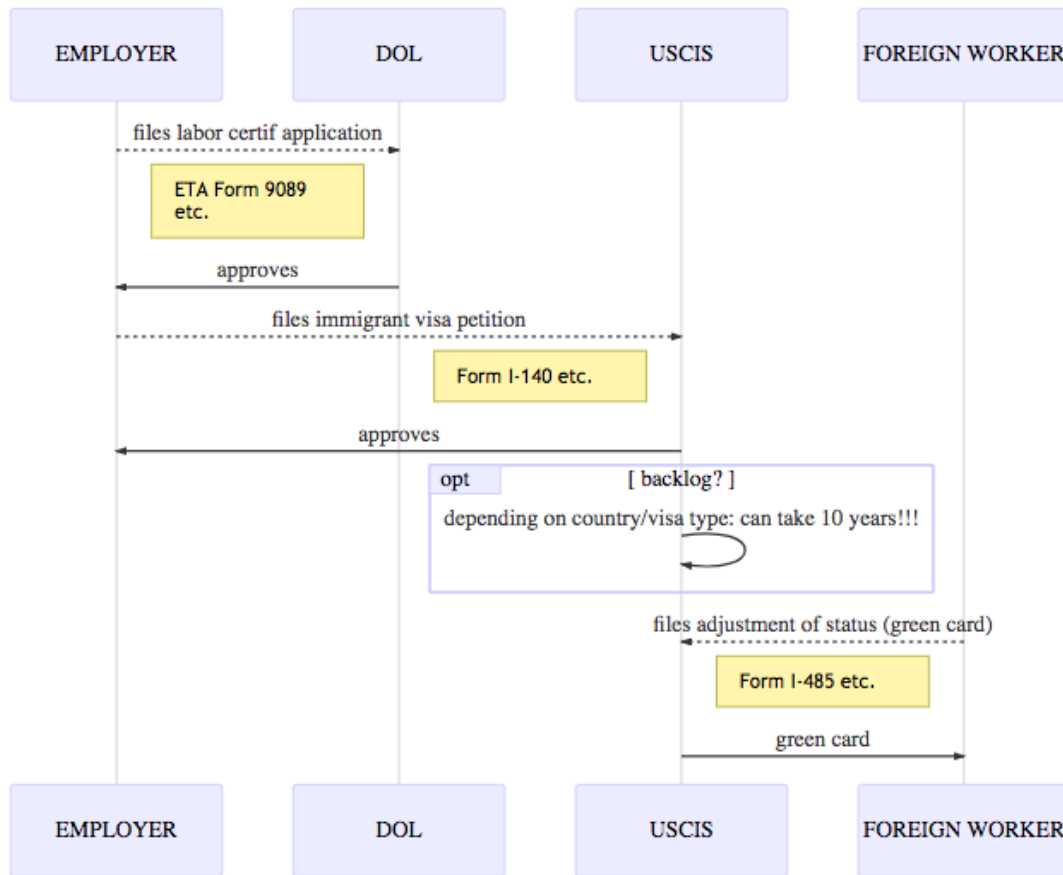 EMPLOYER
DOL
USCIS
FOREIGN WORKER
files labor certif application
ETA Form 9089
etc.
approves
files immigrant visa petition
Form I-140 etc.
approves
opt
[ backlog? ]
depending on country/visa type: can take 10 years!!!
files adjustment of status (green card)
Form I-485 etc.
green card
EMPLOYER
DOL
USCIS
FOREIGN WORKER